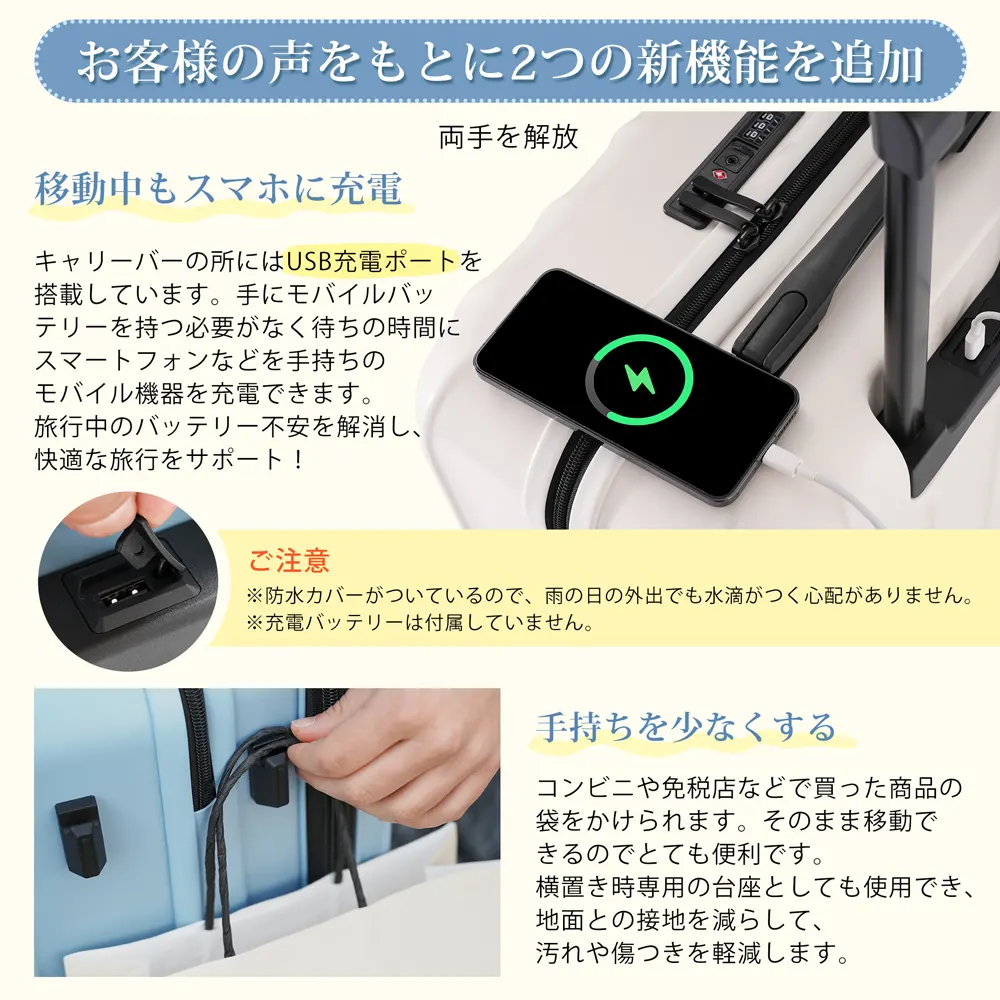 お客様の声をもとに2つの新機能を追加
両手を解放
移動中もスマホに充電
キャリーバーの所にはUSB充電ポートを
搭載しています。手にモバイルバッ
テリーを持つ必要がなく待ちの時間に
スマートフォンなどを手持ちの
モバイル機器を充電できます。
旅行中のバッテリー不安を解消し、
快適な旅行をサポート！
ご注意
※防水カバーがついているので、雨の日の外出でも水滴がつく心配がありません。
※充電バッテリーは付属していません。
手持ちを少なくする
コンビニや免税店などで買った商品の
袋をかけられます。そのまま移動で
きるのでとても便利です。
横置き時専用の台座としても使用でき、
地面との接地を減らして、
汚れや傷つきを軽減します。